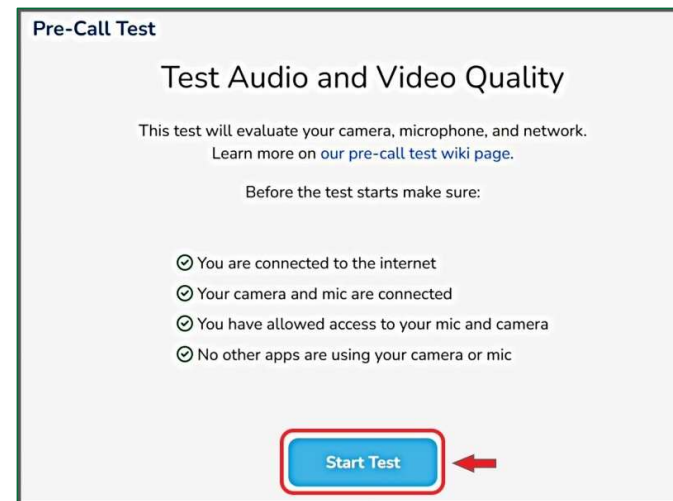 Pre-Call Test
Test Audio and Video Quality
This test will evaluate your camera, microphone, and network.
Learn more on our pre-call test wiki page.
Before the test starts make sure:
You are connected to the internet
Your camera and mic are connected
You have allowed access to your mic and camera
No other apps are using your camera or mic
Start Test